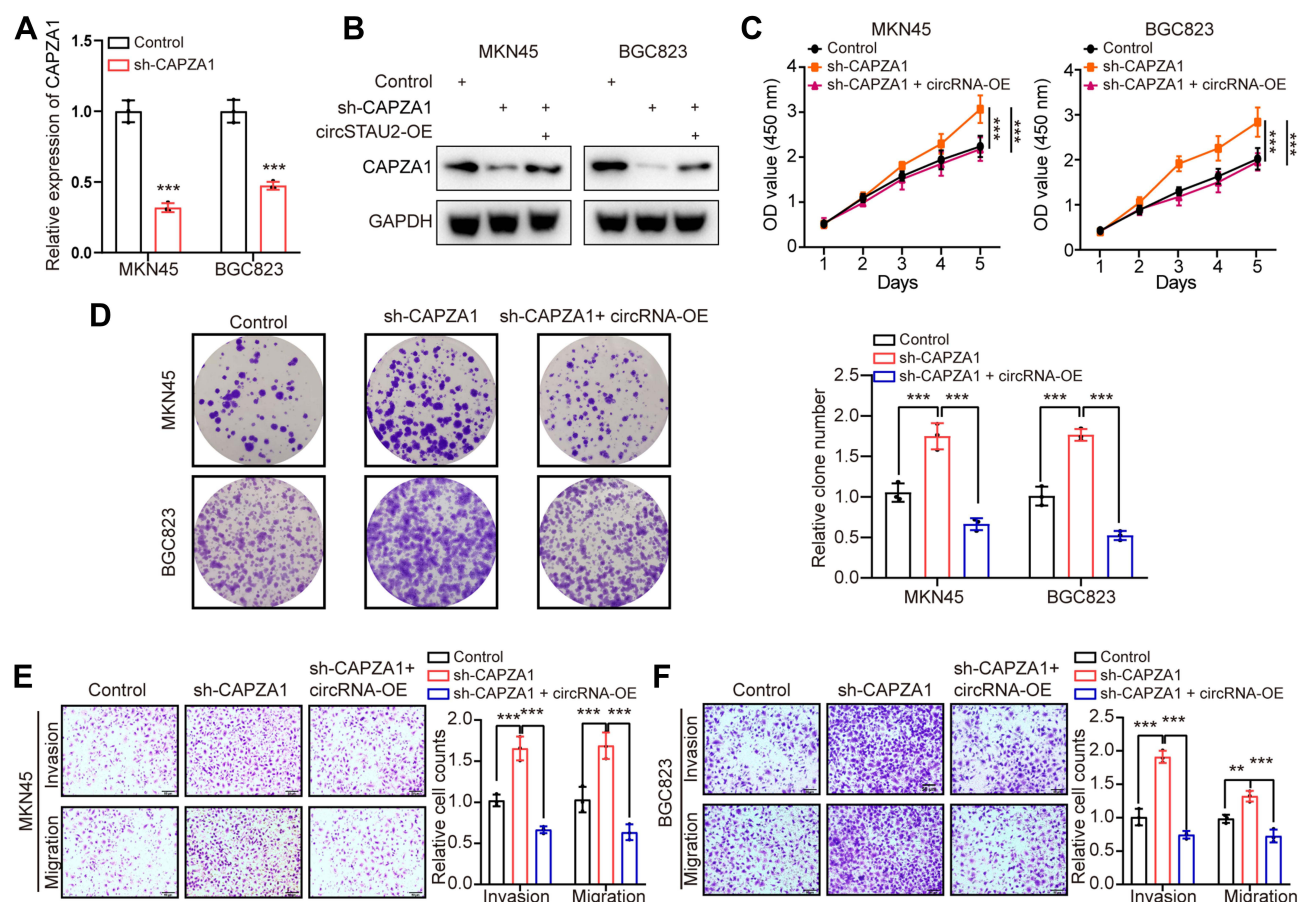 A
Relative expression of CAPZA1
1.5
1.0
0.5
0.0
Control
sh-CAPZA1
***
***
MKN45
BGC823
B
MKN45
BGC823
Control
+
+
sh-CAPZA1
+
+
+
+
circSTAU2-OE
+
+
CAPZA1
GAPDH
C
MKN45
Control
sh-CAPZA1
sh-CAPZA1 + circRNA-OE
OD value (450 nm)
4
3
2
1
0
1
2
3
4
5
Days
***
***
BGC823
Control
sh-CAPZA1
sh-CAPZA1 + circRNA-OE
OD value (450 nm)
4
3
2
1
0
1
2
3
4
5
Days
***
***
D
Control
sh-CAPZA1
sh-CAPZA1+ circRNA-OE
MKN45
BGC823
Control
sh-CAPZA1
sh-CAPZA1 + circRNA-OE
Relative clone number
2.5
2.0
1.5
1.0
0.5
0.0
***
***
***
***
MKN45
BGC823
E
Control
sh-CAPZA1
sh-CAPZA1+
circRNA-OE
MKN45
Invasion
Migration
Control
sh-CAPZA1
sh-CAPZA1 + circRNA-OE
Relative cell counts
2.0
1.5
1.0
0.5
0.0
***
***
***
***
Invasion
Migration
F
Control
sh-CAPZA1
sh-CAPZA1+
circRNA-OE
BGC823
Invasion
Migration
Control
sh-CAPZA1
sh-CAPZA1 + circRNA-OE
Relative cell counts
2.5
2.0
1.5
1.0
0.5
0.0
***
***
**
***
Invasion
Migration